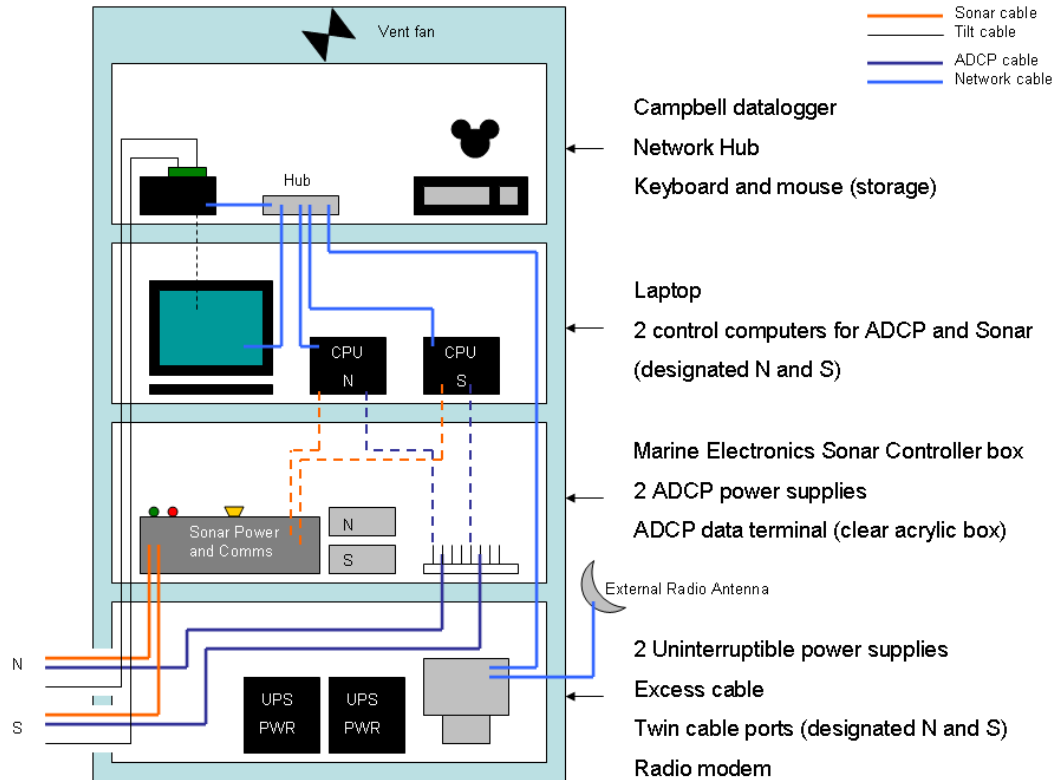 Vent fan
Sonar cable
Tilt cable
ADCP cable
Network cable
Hub
Campbell datalogger
Network Hub
Keyboard and mouse (storage)
CPU
N
CPU
S
Laptop
2 control computers for ADCP and Sonar
(designated N and S)
Sonar Power
and Comms
N
S
Marine Electronics Sonar Controller box
2 ADCP power supplies
ADCP data terminal (clear acrylic box)
External Radio Antenna
N
S
UPS
PWR
UPS
PWR
2 Uninterruptible power supplies
Excess cable
Twin cable ports (designated N and S)
Radio modem